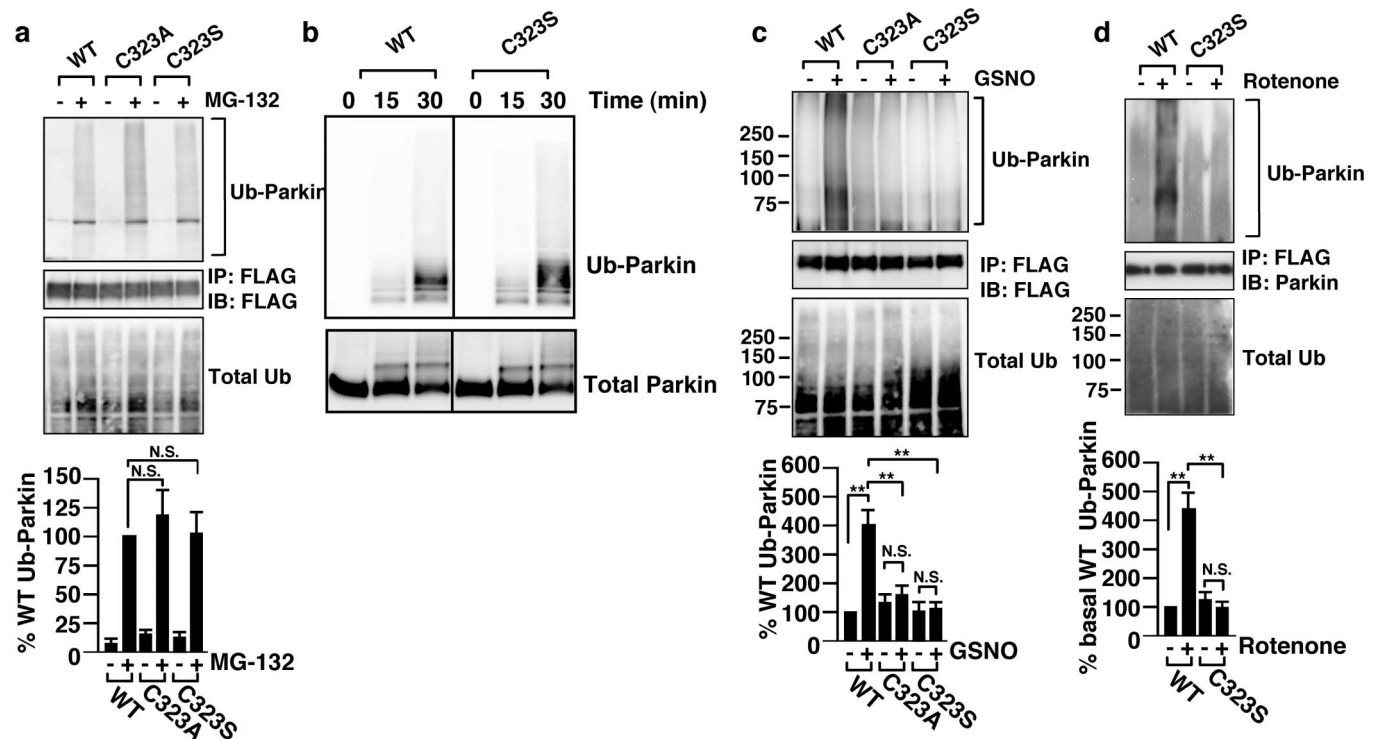 a
WT C323A C323S
- + - + - + MG-132
Ub-Parkin
IP: FLAG
IB: FLAG
Total Ub
N.S.
N.S.
% WT Ub-Parkin
150
125
100
75
50
25
0
- + - + - + MG-132
WT C323A C323S
b
WT C323S
0 15 30 0 15 30 Time (min)
Ub-Parkin
Total Parkin
c
WT C323A C323S
- + - + - + GSNO
250
150
100
75
Ub-Parkin
IP: FLAG
IB: FLAG
250
150
100
75
Total Ub
**
** **
N.S.
N.S.
% WT Ub-Parkin
600
500
400
300
200
100
0
- + - + - + GSNO
WT C323A C323S
d
WT C323S
- + - + Rotenone
Ub-Parkin
IP: FLAG
IB: Parkin
250
150
100
75
Total Ub
**
**
N.S.
% basal WT Ub-Parkin
600
500
400
300
200
100
0
- + - + Rotenone
WT C323S